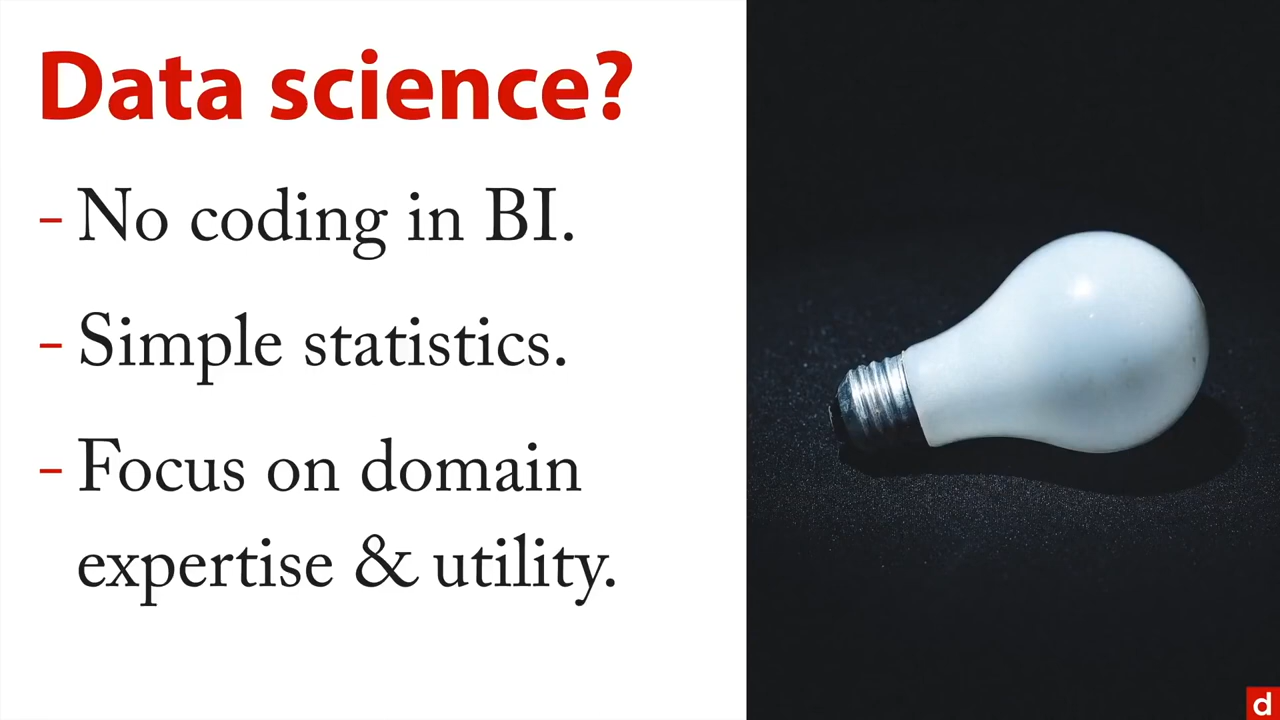 Data science?
- No coding in BI.
- Simple statistics.
- Focus on domain
expertise & utility.
d